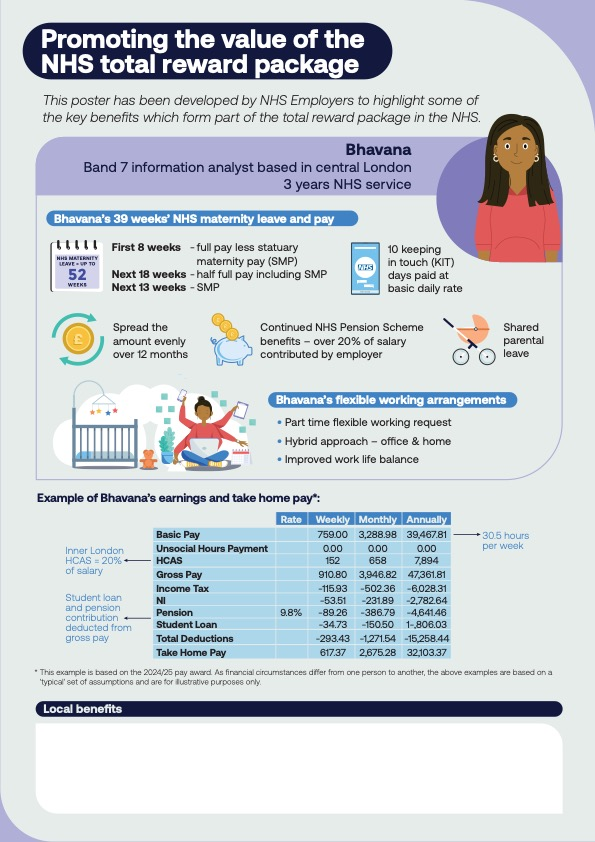 Promoting the value of the
NHS total reward package
This poster has been developed by NHS Employers to highlight some of
the key benefits which form part of the total reward package in the NHS.
Bhavana
Band 7 information analyst based in central London
3 years NHS service
Bhavana's 39 weeks' NHS maternity leave and pay
NHS MATERNITY
LEAVE = UP TO
52
WEEKS
First 8 weeks - full pay less statuary
maternity pay (SMP)
Next 18 weeks - half full pay including SMP
Next 13 weeks - SMP
NHS
10 keeping
in touch (KIT)
days paid at
basic daily rate
£
Spread the
amount evenly
over 12 months
Continued NHS Pension Scheme
benefits – over 20% of salary
contributed by employer
Shared
parental
leave
Bhavana's flexible working arrangements
• Part time flexible working request
• Hybrid approach – office & home
• Improved work life balance
Example of Bhavana's earnings and take home pay*:
Rate Weekly Monthly Annually
Basic Pay 759.00 3,288.98 39,467.81
Unsocial Hours Payment 0.00 0.00 0.00
HCAS 152 658 7,894
Gross Pay 910.80 3,946.82 47,361.81
Income Tax -115.93 -502.36 -6,028.31
NI -53.51 -231.89 -2,782.64
Pension 9.8% -89.26 -386.79 -4,641.46
Student Loan -34.73 -150.50 1-,806.03
Total Deductions -293.43 -1,271.54 -15,258.44
Take Home Pay 617.37 2,675.28 32,103.37
30.5 hours
per week
Inner London
HCAS = 20%
of salary
Student loan
and pension
contribution
deducted from
gross pay
* This example is based on the 2024/25 pay award. As financial circumstances differ from one person to another, the above examples are based on a
'typical' set of assumptions and are for illustrative purposes only.
Local benefits